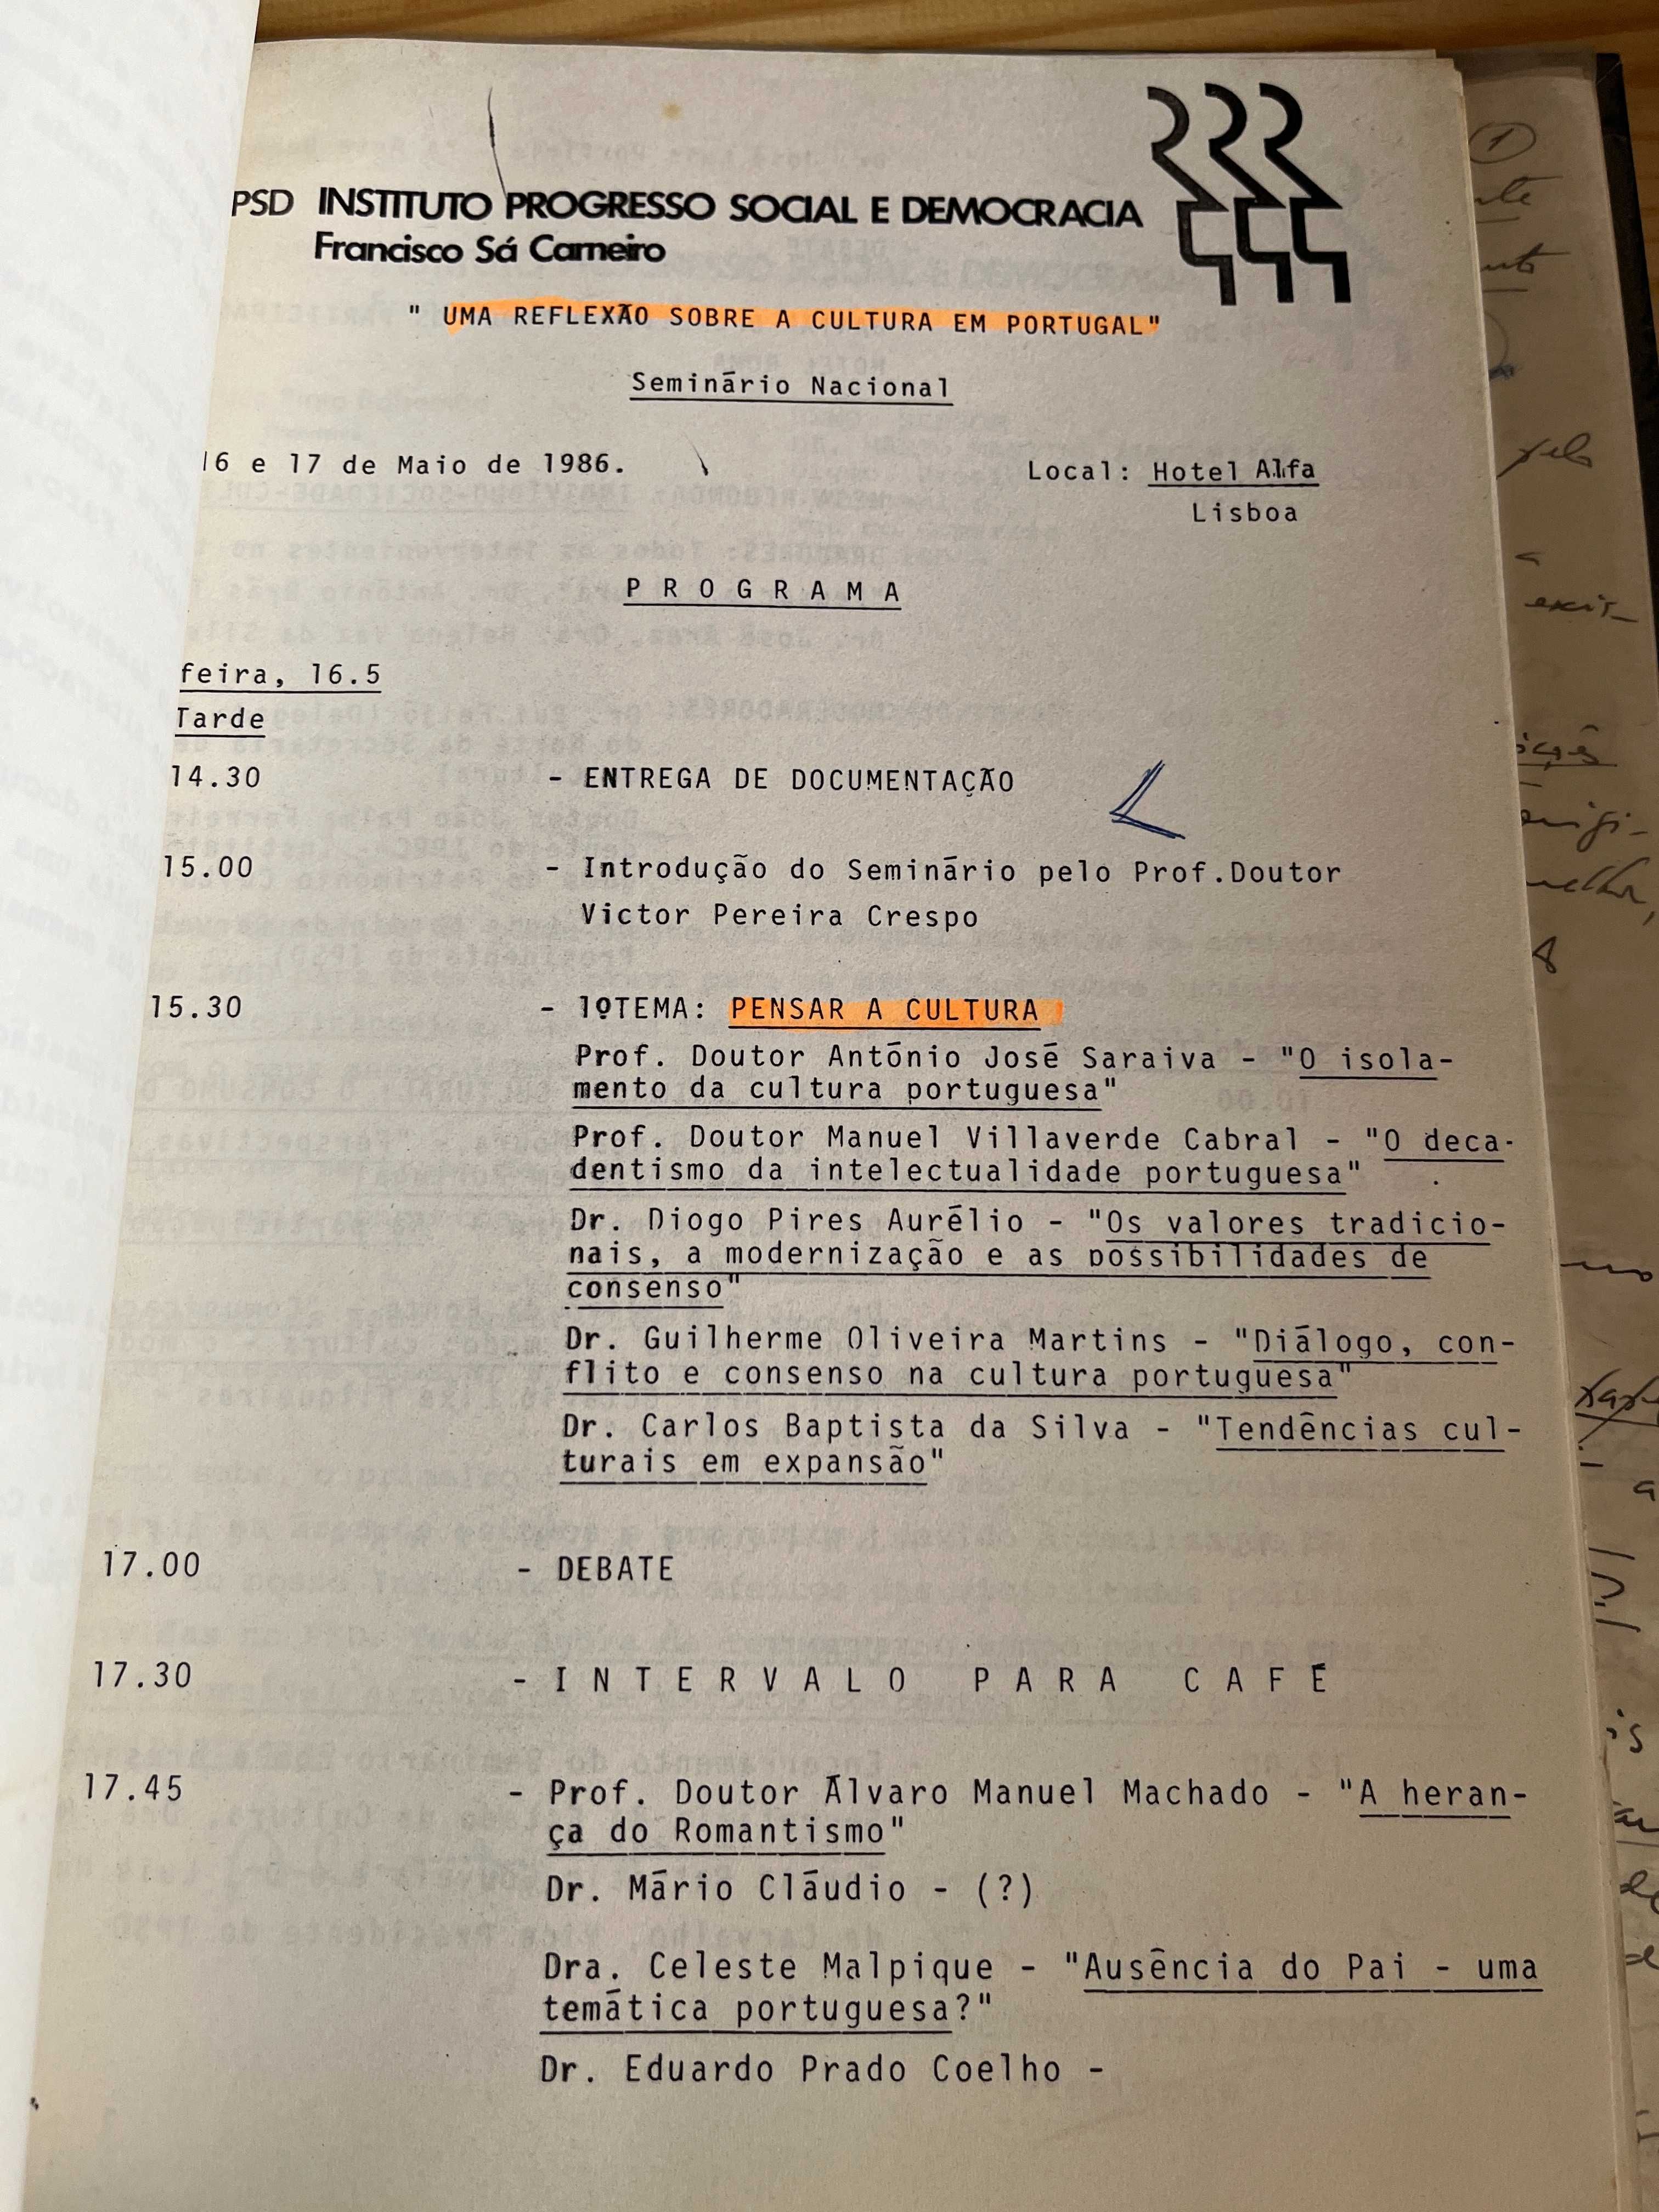 PSD INSTITUTO PROGRESSO SOCIAL E DEMOCRACIA
Francisco Sá Carneiro
" UMA REFLEXÃO SOBRE A CULTURA EM PORTUGAL"
Seminário Nacional
16 e 17 de Maio de 1986.
Local: Hotel Alfa
Lisboa
P R O G R A M A
feira, 16.5
Tarde
14.30 - ENTREGA DE DOCUMENTAÇÃO
15.00 - Introdução do Seminário pelo Prof.Doutor
Victor Pereira Crespo
15.30 - 1ºTEMA: PENSAR A CULTURA
Prof. Doutor António José Saraiva - "O isola-
mento da cultura portuguesa"
Prof. Doutor Manuel Villaverde Cabral - "O deca-
dentismo da intelectualidade portuguesa"
Dr. Diogo Pires Aurélio - "Os valores tradicio-
nais, a modernização e as possibilidades de
consenso"
Dr. Guilherme Oliveira Martins - "Diálogo, con-
flito e consenso na cultura portuguesa"
Dr. Carlos Baptista da Silva - "Tendências cul-
turais em expansão"
17.00 - DEBATE
17.30 - I N T E R V A L O P A R A C A F É
17.45 - Prof. Doutor Álvaro Manuel Machado - "A heran-
ça do Romantismo"
Dr. Mário Cláudio - (?)
Dra. Celeste Malpique - "Ausência do Pai - uma
temática portuguesa?"
Dr. Eduardo Prado Coelho -